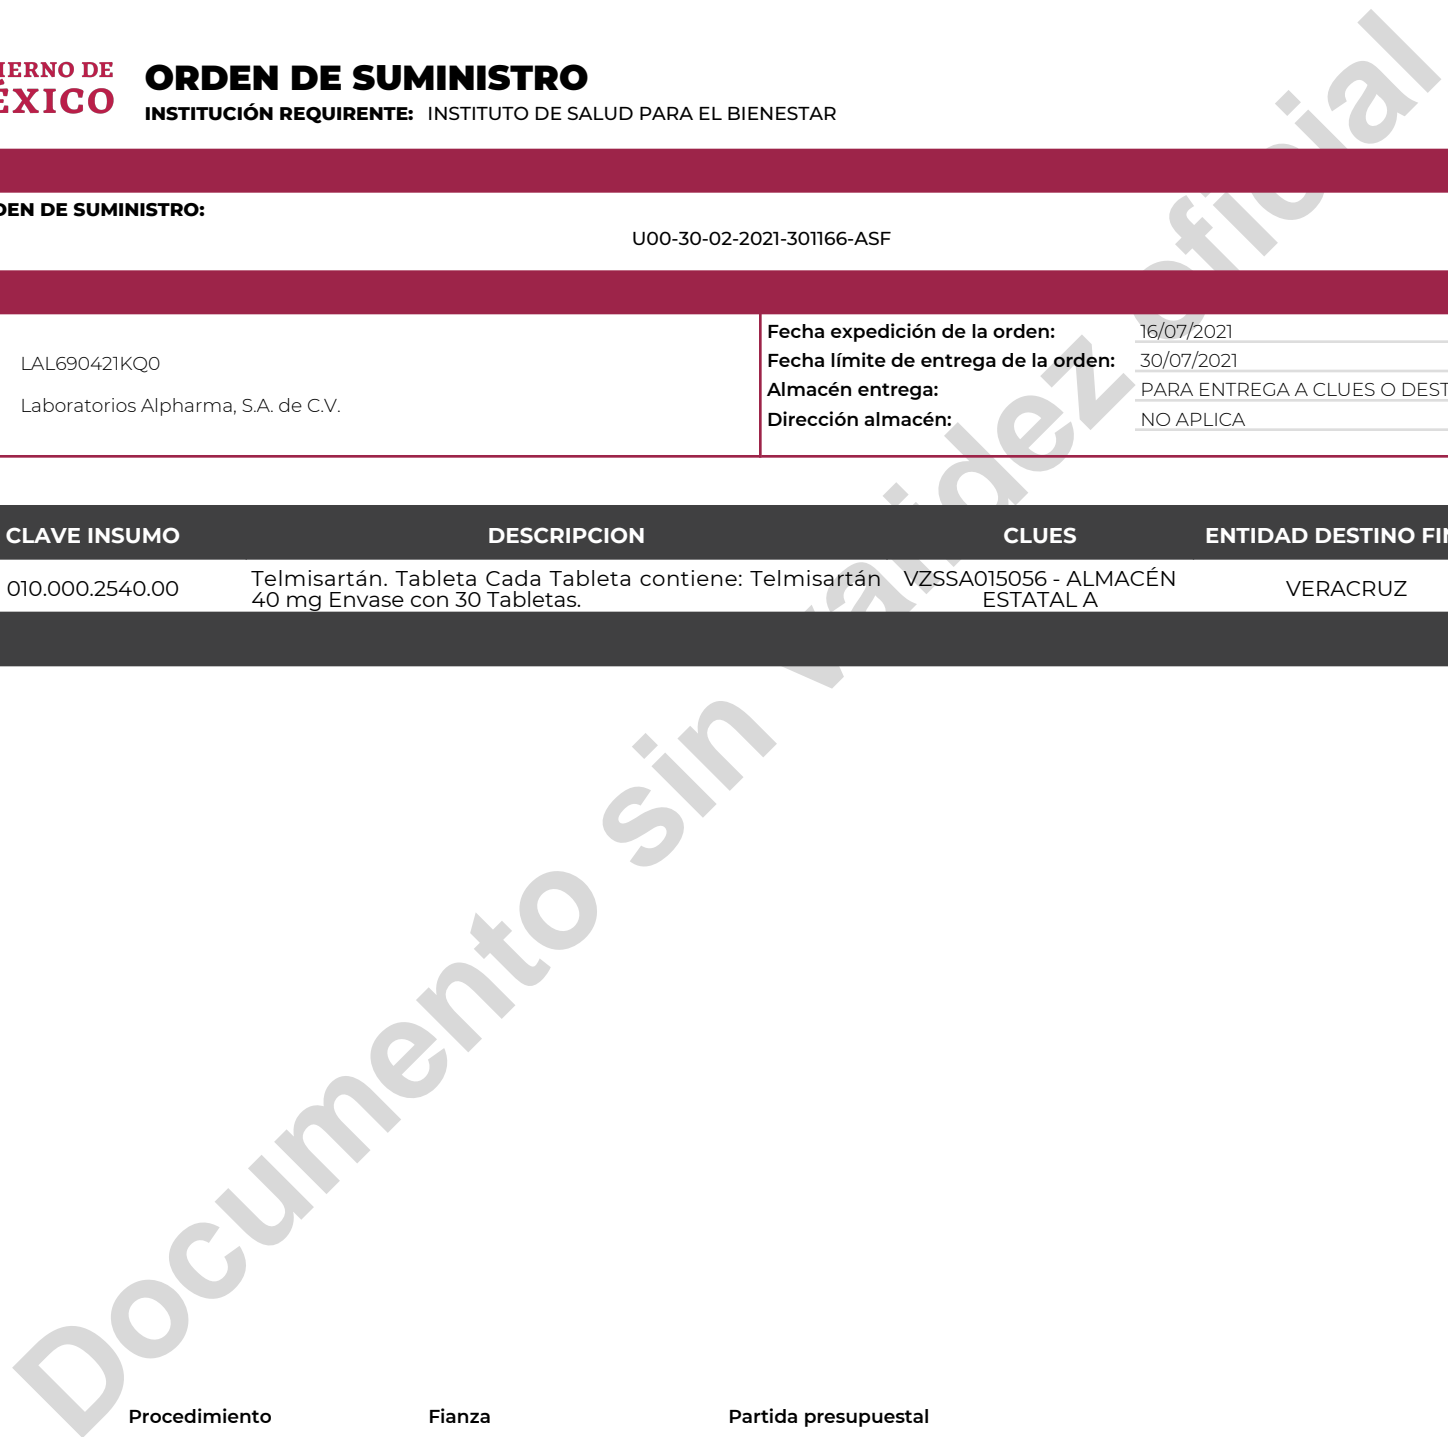 IERNO DE
ÉXICO
ORDEN DE SUMINISTRO
INSTITUCIÓN REQUIRENTE: INSTITUTO DE SALUD PARA EL BIENESTAR
DEN DE SUMINISTRO:
U00-30-02-2021-301166-ASF
LAL690421KQ0
Laboratorios Alpharma, S.A. de C.V.
Fecha expedición de la orden: 16/07/2021
Fecha límite de entrega de la orden: 30/07/2021
Almacén entrega: PARA ENTREGA A CLUES O DEST
Dirección almacén: NO APLICA
CLAVE INSUMO DESCRIPCION CLUES ENTIDAD DESTINO FIN
010.000.2540.00
Telmisartán. Tableta Cada Tableta contiene: Telmisartán
40 mg Envase con 30 Tabletas.
VZSSA015056 - ALMACÉN
ESTATAL A
VERACRUZ
Documento sin validez oficial
Procedimiento Fianza Partida presupuestal